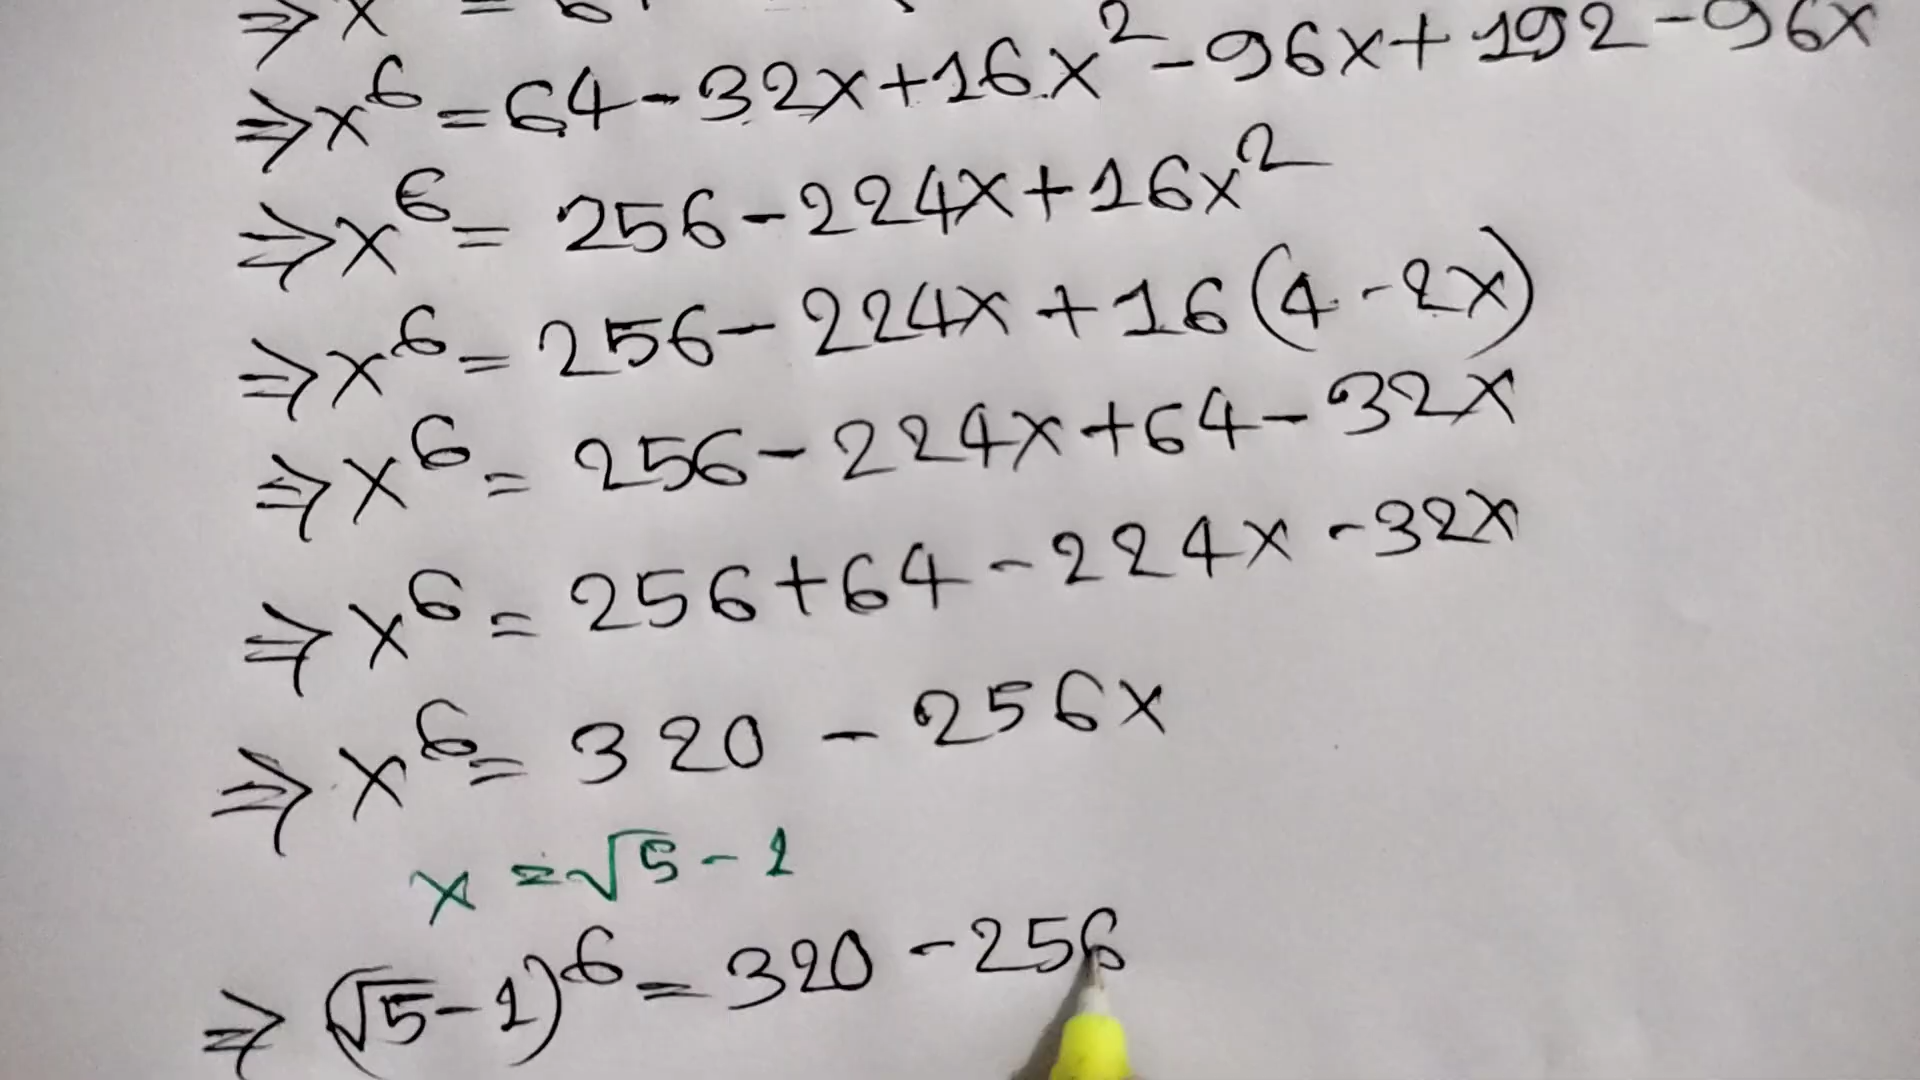 ⇒x⁶=64-32x+16x²-96x+192-96x
⇒x⁶= 256-224x+16x²
⇒x⁶= 256-224x+16(4-2x)
⇒x⁶= 256-224x+64-32x
⇒x⁶= 256+64-224x-32x
⇒x⁶= 320 - 256x
x =√5-1
⇒(√5-1)⁶=320-256